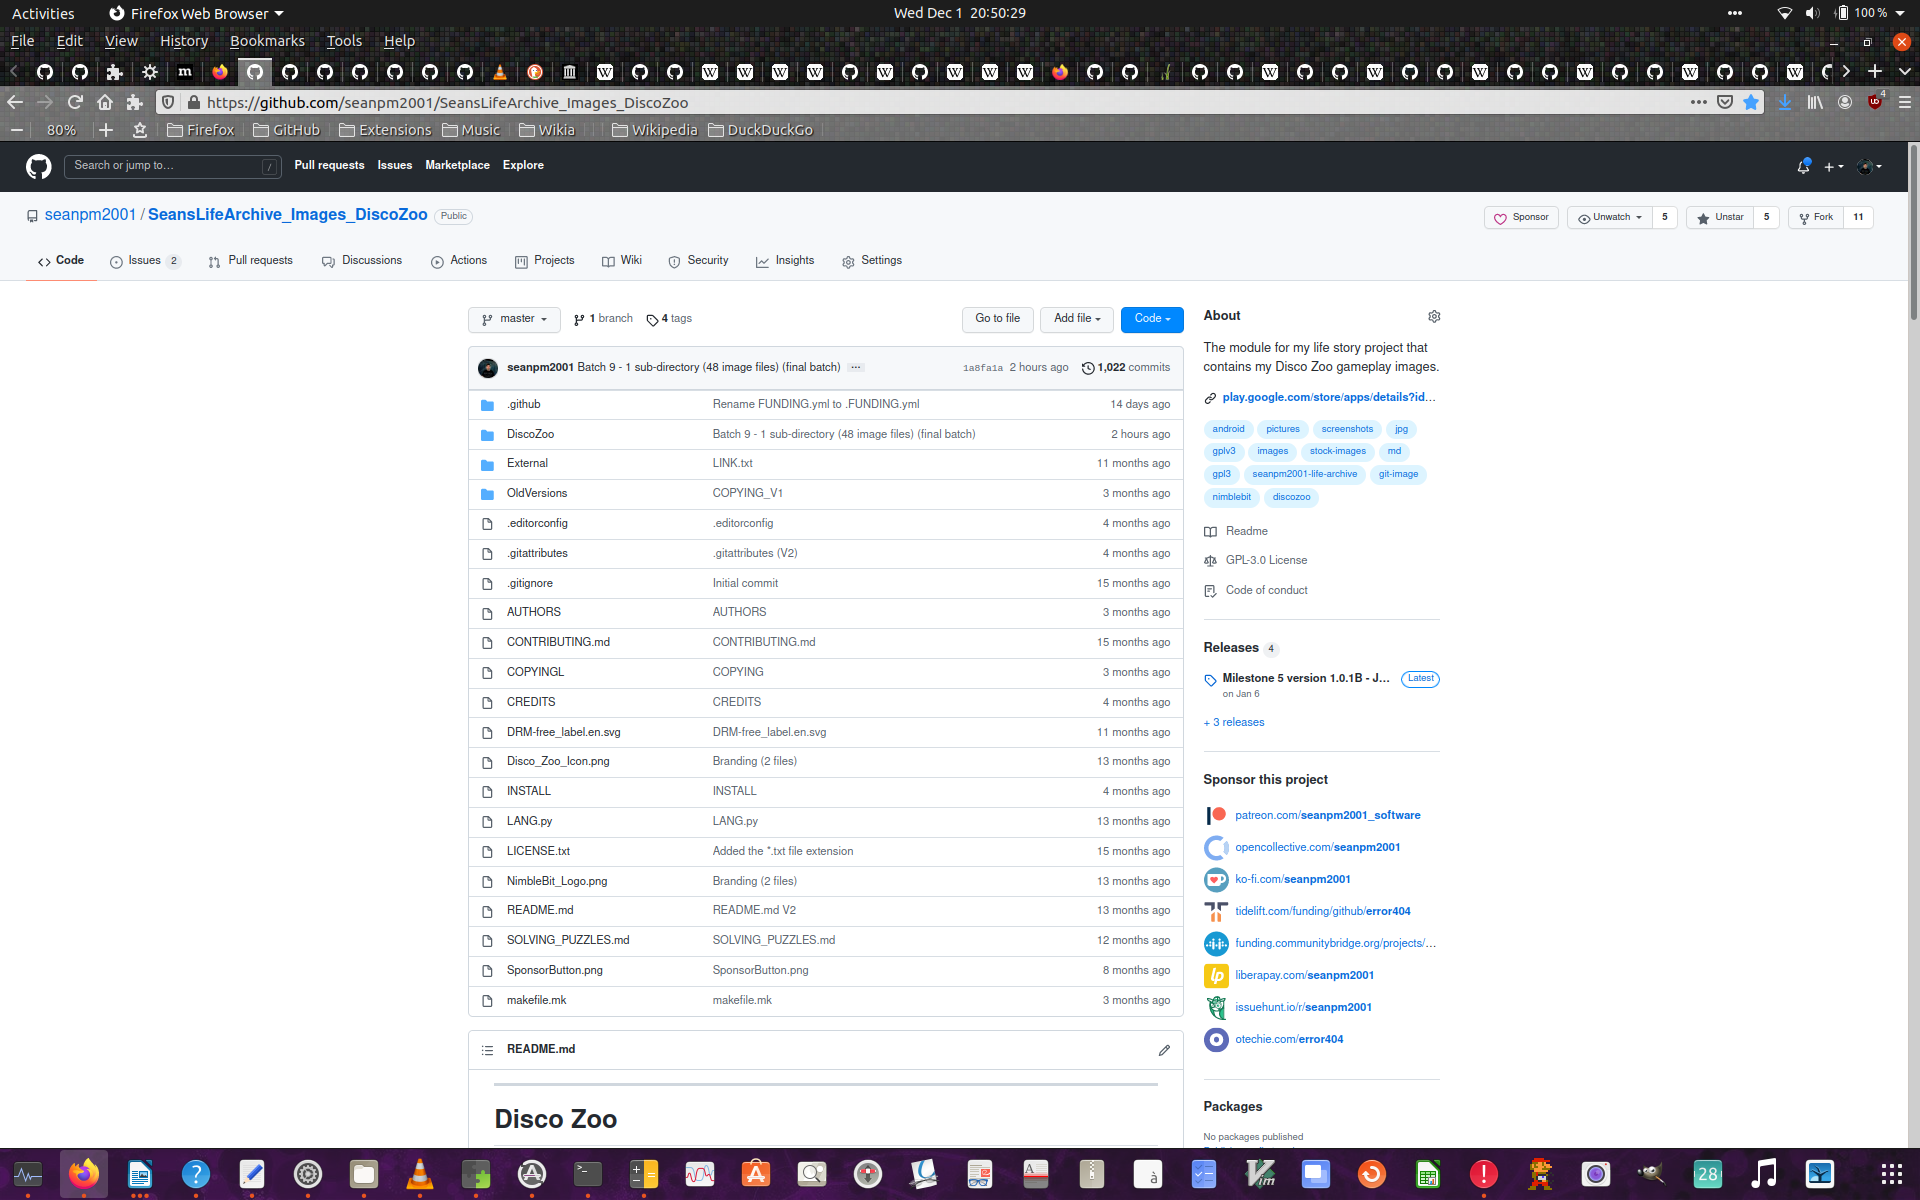 Activities
Firefox Web Browser
Wed Dec 1 20:50:29
100 %
File Edit View History Bookmarks Tools Help
https://github.com/seanpm2001/SeansLifeArchive_Images_DiscoZoo
4
80%
Firefox
GitHub
Extensions
Music
Wikia
Wikipedia
DuckDuckGo
Search or jump to…
/
Pull requests
Issues
Marketplace
Explore
seanpm2001 / SeansLifeArchive_Images_DiscoZoo
Public
Sponsor
Unwatch 5
Unstar 5
Fork 11
Code
Issues 2
Pull requests
Discussions
Actions
Projects
Wiki
Security
Insights
Settings
master
1 branch
4 tags
Go to file
Add file
Code
seanpm2001 Batch 9 - 1 sub-directory (48 image files) (final batch) ...
1a8fa1a 2 hours ago
1,022 commits
.github Rename FUNDING.yml to .FUNDING.yml 14 days ago
DiscoZoo Batch 9 - 1 sub-directory (48 image files) (final batch) 2 hours ago
External LINK.txt 11 months ago
OldVersions COPYING_V1 3 months ago
.editorconfig .editorconfig 4 months ago
.gitattributes .gitattributes (V2) 4 months ago
.gitignore Initial commit 15 months ago
AUTHORS AUTHORS 3 months ago
CONTRIBUTING.md CONTRIBUTING.md 15 months ago
COPYINGL COPYING 3 months ago
CREDITS CREDITS 4 months ago
DRM-free_label.en.svg DRM-free_label.en.svg 11 months ago
Disco_Zoo_Icon.png Branding (2 files) 13 months ago
INSTALL INSTALL 4 months ago
LANG.py LANG.py 13 months ago
LICENSE.txt Added the *.txt file extension 15 months ago
NimbleBit_Logo.png Branding (2 files) 13 months ago
README.md README.md V2 13 months ago
SOLVING_PUZZLES.md SOLVING_PUZZLES.md 12 months ago
SponsorButton.png SponsorButton.png 8 months ago
makefile.mk makefile.mk 3 months ago
README.md
Disco Zoo
About
The module for my life story project that
contains my Disco Zoo gameplay images.
play.google.com/store/apps/details?id…
android pictures screenshots jpg
gplv3 images stock-images md
gpl3 seanpm2001-life-archive git-image
nimblebit discozoo
Readme
GPL-3.0 License
Code of conduct
Releases 4
Milestone 5 version 1.0.1B - J… Latest
on Jan 6
+ 3 releases
Sponsor this project
patreon.com/seanpm2001_software
opencollective.com/seanpm2001
ko-fi.com/seanpm2001
tidelift.com/funding/github/error404
funding.communitybridge.org/projects/…
liberapay.com/seanpm2001
issuehunt.io/r/seanpm2001
otechie.com/error404
Packages
No packages published
28